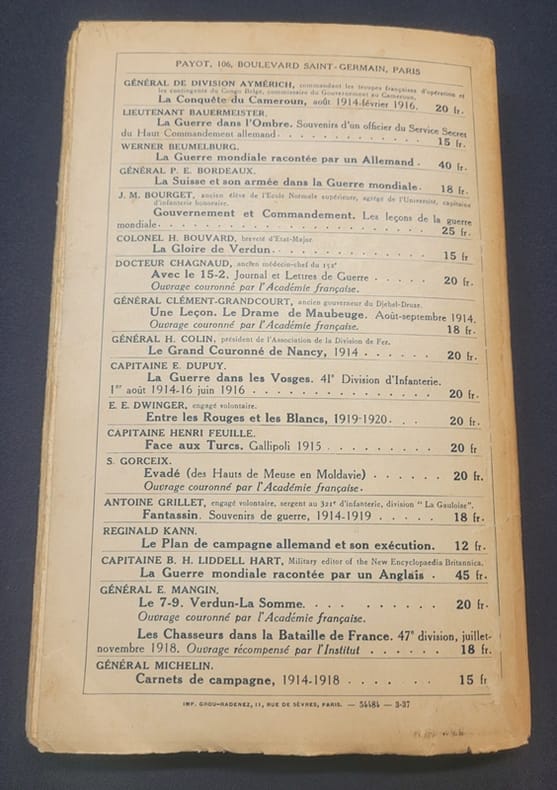 PAYOT, 106, BOULEVARD SAINT-GERMAIN, PARIS
GÉNÉRAL DE DIVISION AYMÉRICH, commandant les troupes françaises d'opération et
les contingents du Congo Belge, commissaire du Gouvernement au Cameroun.
La Conquête du Cameroun, août 1914-février 1916. 20 fr.
LIEUTENANT BAUERMEISTER.
La Guerre dans l'Ombre. Souvenirs d'un officier du Service Secret
du Haut Commandement allemand. . . . . . . . . . . 15 fr.
WERNER BEUMELBURG.
La Guerre mondiale racontée par un Allemand . 40 fr.
GÉNÉRAL P. E. BORDEAUX.
La Suisse et son armée dans la Guerre mondiale. 18 fr.
J. M. BOURGET, ancien élève de l'Ecole Normale supérieure, agrégé de l'Université, capitaine
d'infanterie honoraire.
Gouvernement et Commandement. Les leçons de la guerre
mondiale. . . . . . . . . . . . . . . . . . . . . 25 fr.
COLONEL H. BOUVARD, breveté d'Etat-Major
La Gloire de Verdun. . . . . . . . . . . . . . 15 fr
DOCTEUR CHAGNAUD, ancien médecin-chef du 152e
Avec le 15-2. Journal et Lettres de Guerre . . . . . 20 fr.
Ouvrage couronné par l'Académie française.
GÉNÉRAL CLÉMENT-GRANDCOURT, ancien gouverneur du Djebel-Druze.
Une Leçon. Le Drame de Maubeuge. Août-septembre 1914.
Ouvrage couronné par l'Académie française. 18 fr.
GÉNÉRAL H. COLIN, président de l'Association de la Division de Fer.
Le Grand Couronné de Nancy, 1914 . . . . . . 20 fr.
CAPITAINE E. DUPUY.
La Guerre dans les Vosges. 41e Division d'Infanterie.
1er août 1914-16 juin 1916 . . . . . . . . . . . . 20 fr.
E. E. DWINGER, engagé volontaire.
Entre les Rouges et les Blancs, 1919-1920. . . 20 fr.
CAPITAINE HENRI FEUILLE.
Face aux Turcs. Gallipoli 1915 . . . . . . . . 20 fr
S. GORCEIX.
Evadé (des Hauts de Meuse en Moldavie) . . . . . 20 fr.
Ouvrage couronné par l'Académie française.
ANTOINE GRILLET, engagé volontaire, sergent au 321e d'infanterie, division " La Gauloise".
Fantassin. Souvenirs de guerre, 1914-1919 . . . . . 18 fr.
REGINALD KANN.
Le Plan de campagne allemand et son exécution. 12 fr.
CAPITAINE B. H. LIDDELL HART, Military editor of the New Encyclopaedia Britannica.
La Guerre mondiale racontée par un Anglais . 45 fr.
GÉNÉRAL E. MANGIN.
Le 7-9. Verdun-La Somme. . . . . . . . . . 20 fr.
Ouvrage couronné par l'Académie française.
Les Chasseurs dans la Bataille de France. 47e division, juillet-
novembre 1918. Ouvrage récompensé par l'Institut . . . . . . 18 fr.
GÉNÉRAL MICHELIN.
Carnets de campagne, 1914-1918 . . . . . . . 15 fr
IMP. GROU-RADENEZ, 11, RUE DE SÈVRES, PARIS. — 54484 — 3-37